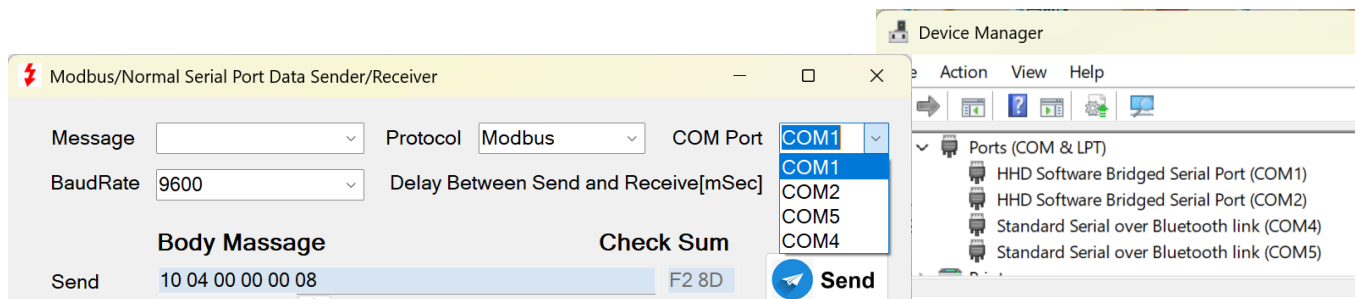 Device Manager
Modbus/Normal Serial Port Data Sender/Receiver
Action View Help
Message Protocol Modbus COM Port COM1
BaudRate 9600 Delay Between Send and Receive[mSec]
COM1
COM2
COM5
COM4
Body Massage Check Sum
Send 10 04 00 00 00 08 F2 8D Send
Ports (COM & LPT)
HHD Software Bridged Serial Port (COM1)
HHD Software Bridged Serial Port (COM2)
Standard Serial over Bluetooth link (COM4)
Standard Serial over Bluetooth link (COM5)